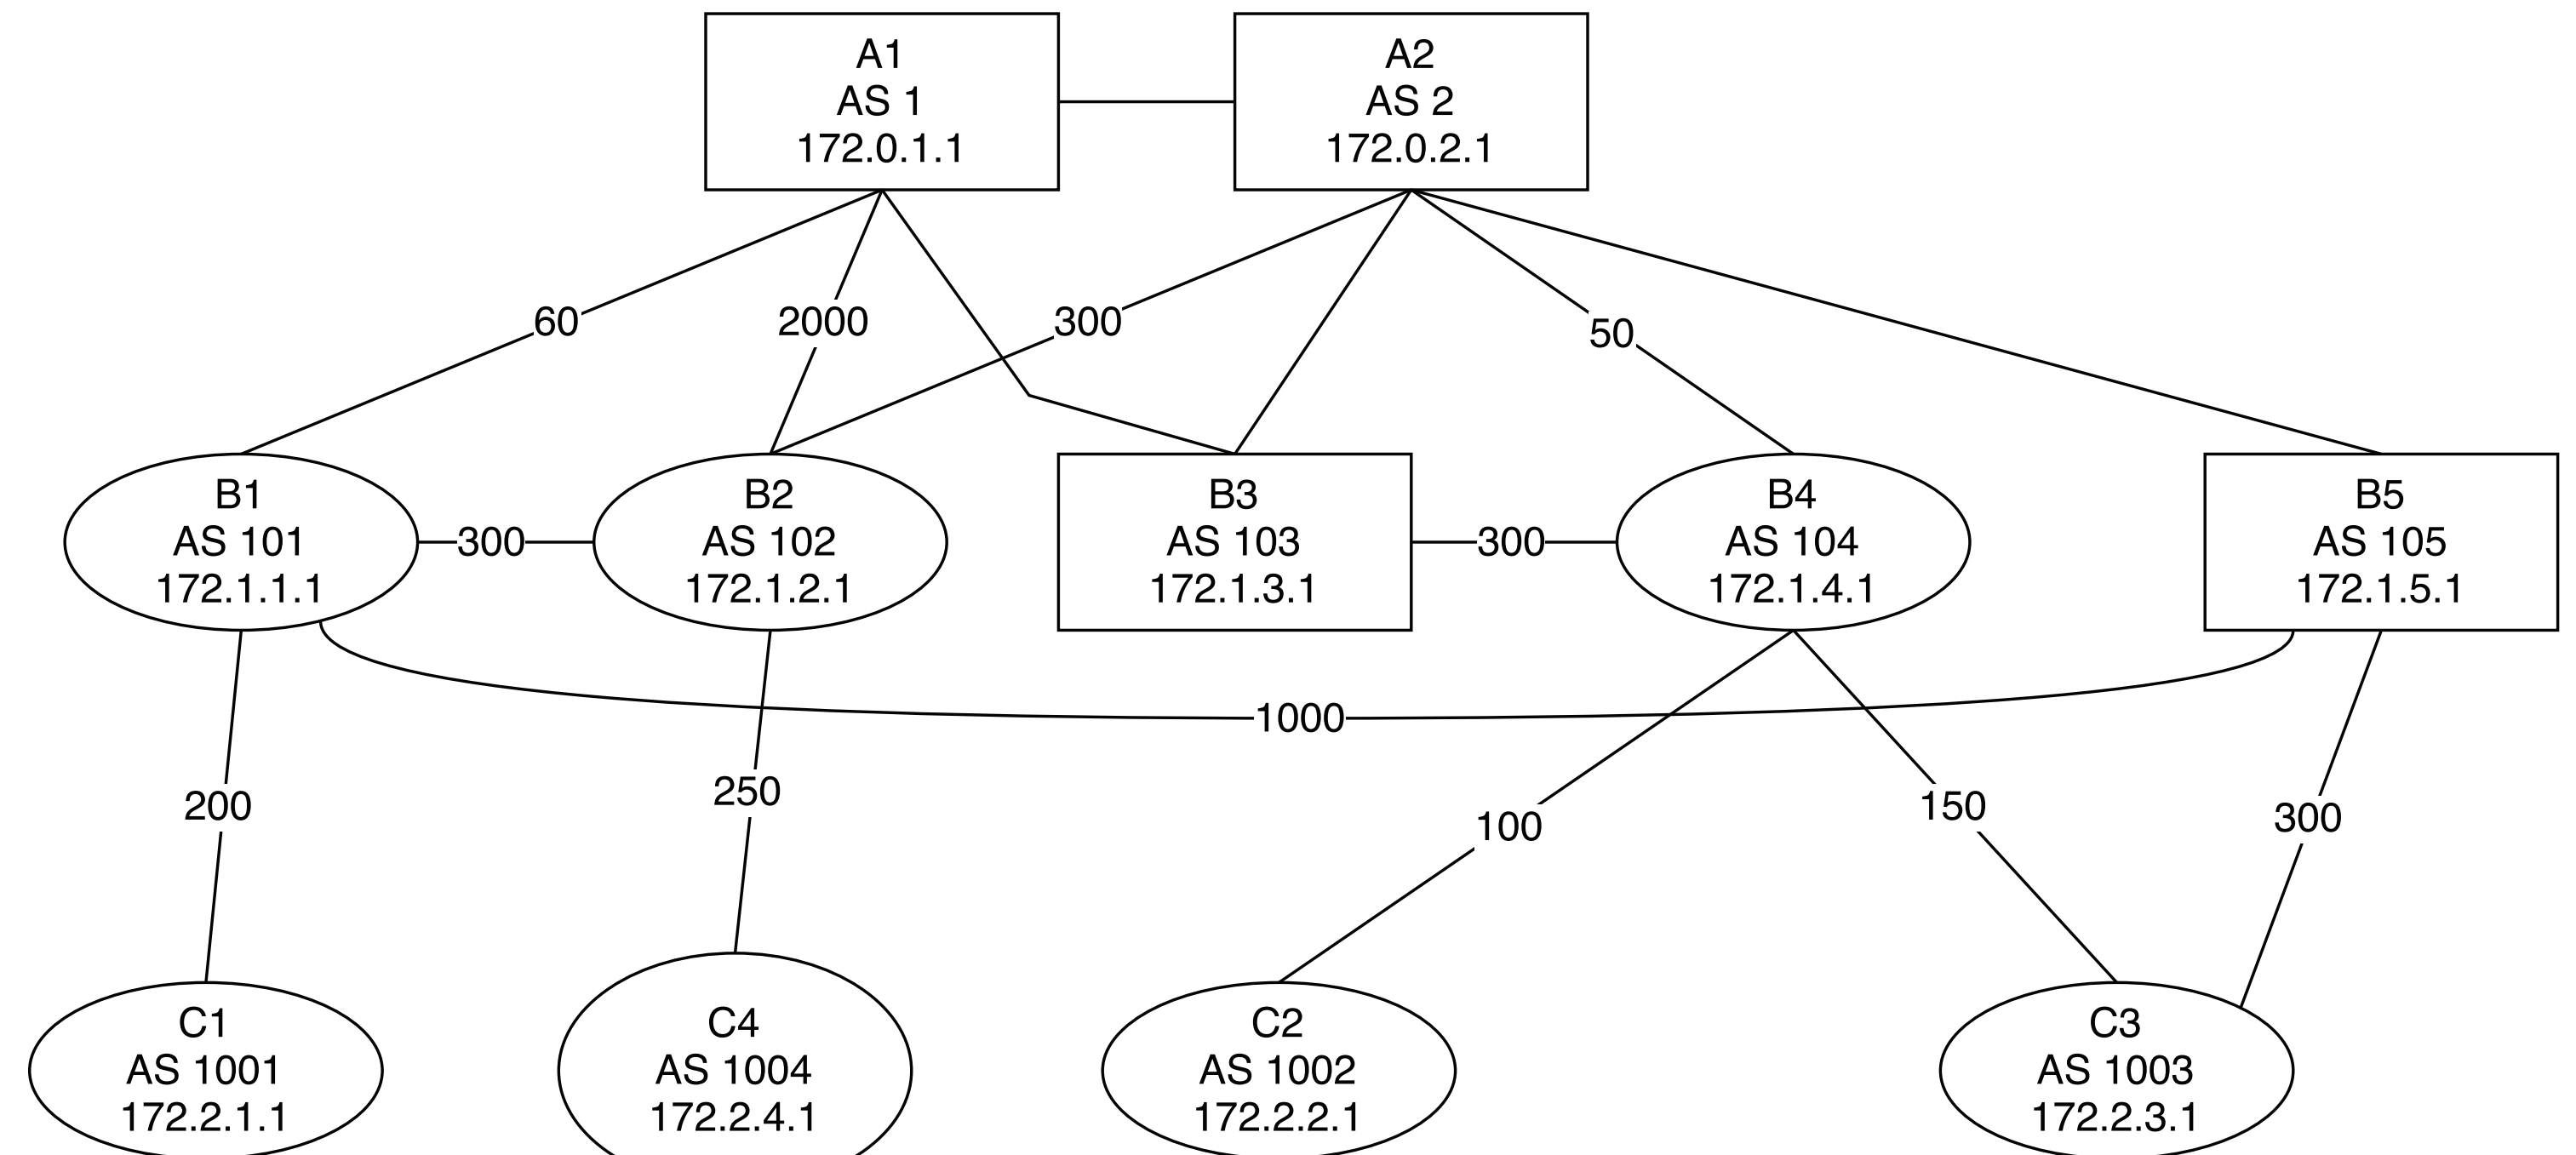 A1
AS 1
172.0.1.1
A2
AS 2
172.0.2.1
60
2000
300
50
B1
AS 101
172.1.1.1
300
B2
AS 102
172.1.2.1
B3
AS 103
172.1.3.1
300
B4
AS 104
172.1.4.1
B5
AS 105
172.1.5.1
1000
200
250
100
150
300
C1
AS 1001
172.2.1.1
C4
AS 1004
172.2.4.1
C2
AS 1002
172.2.2.1
C3
AS 1003
172.2.3.1